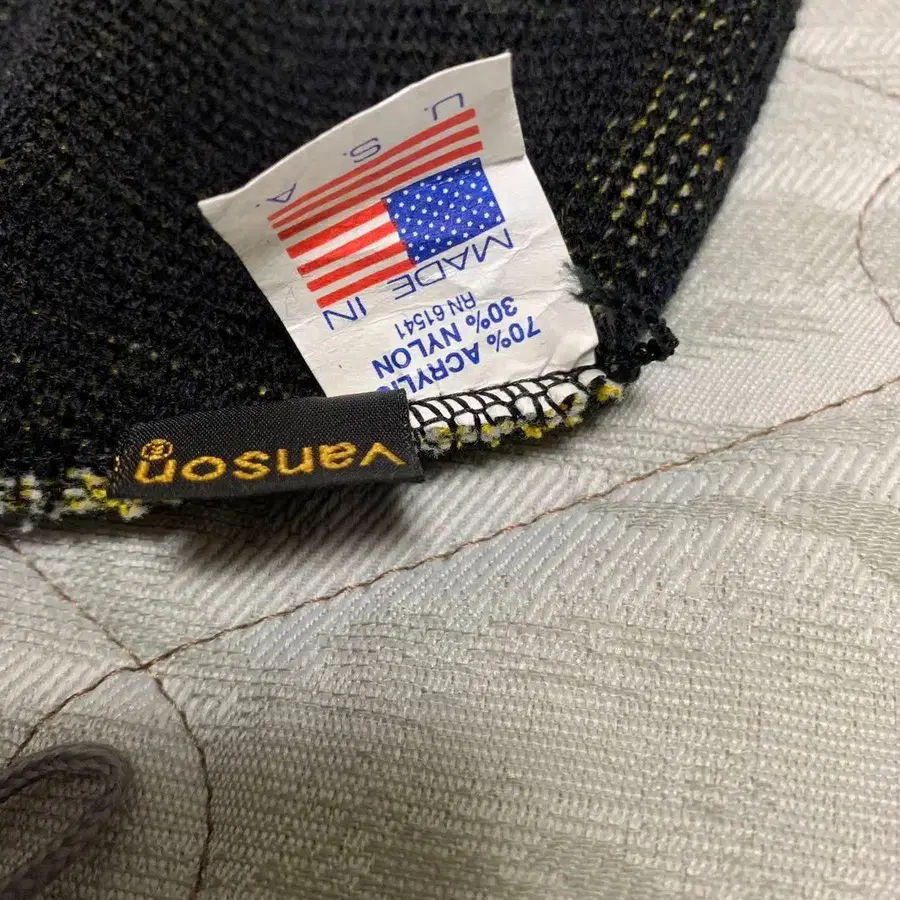 vanson®
70% ACRYLIC
30% NYLON
RN 61541
MADE IN
U. S. A.